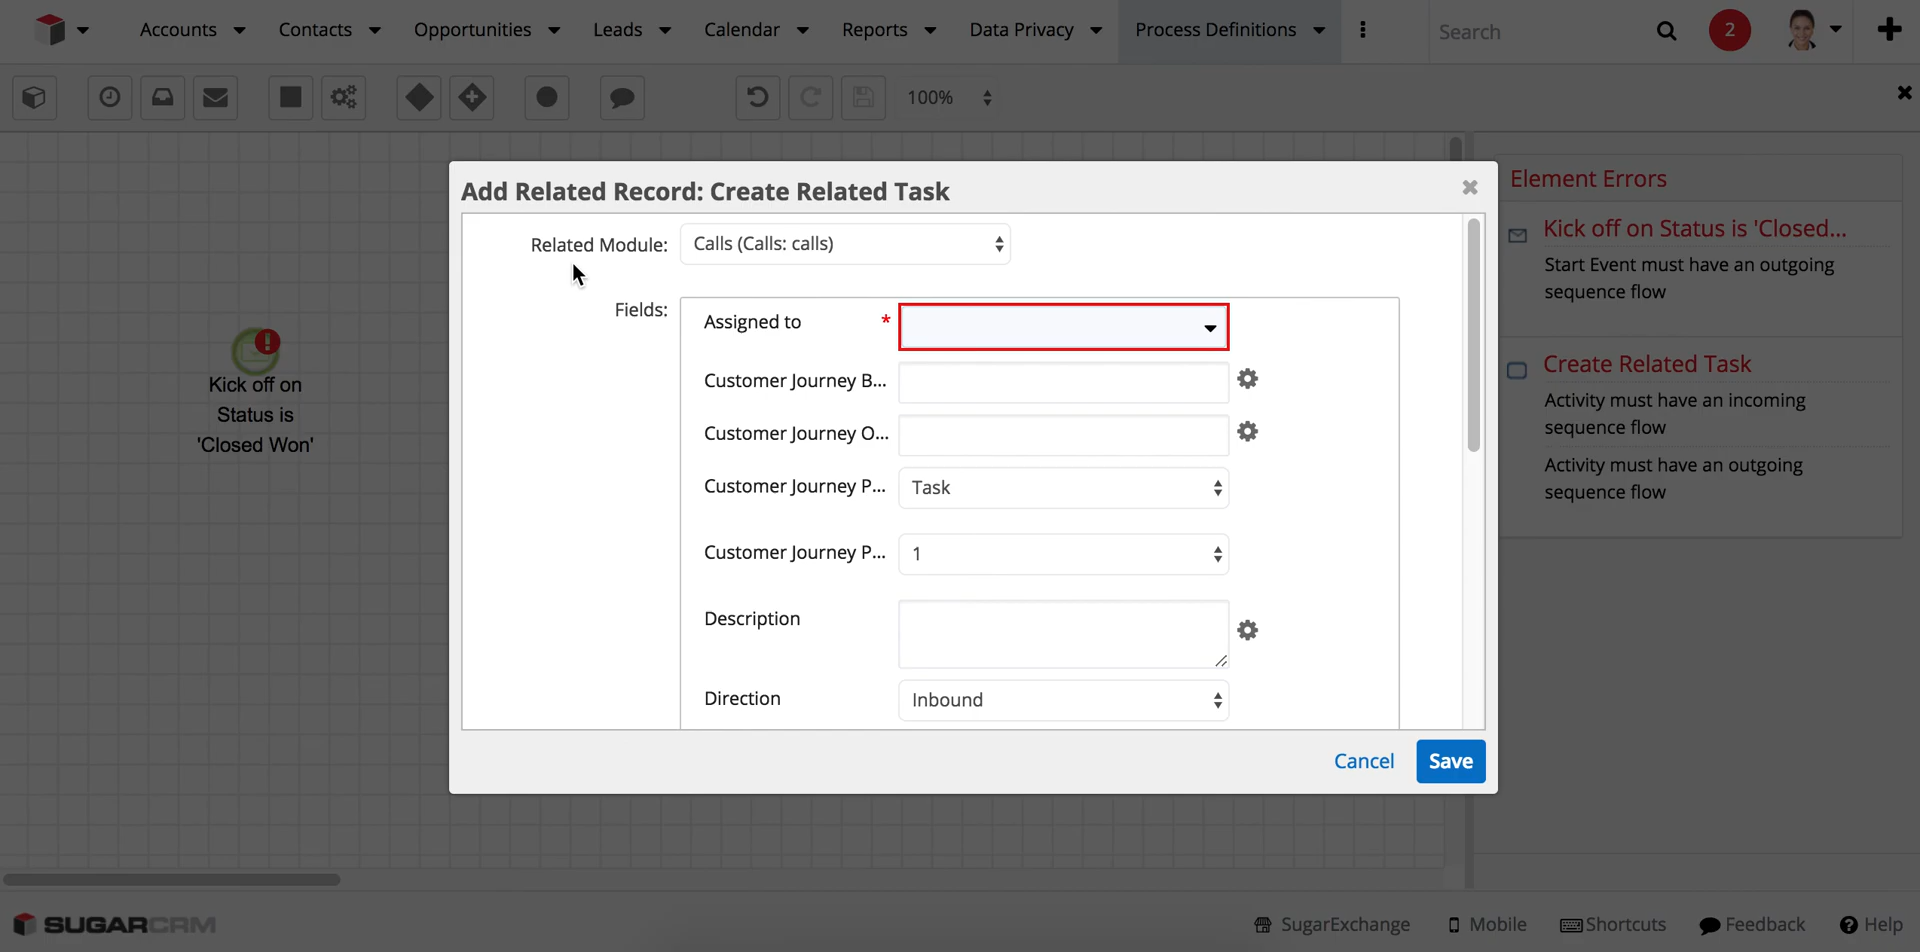 Accounts Contacts Opportunities Leads Calendar Reports Data Privacy Process Definitions Search 2
100%
Add Related Record: Create Related Task
Related Module: Calls (Calls: calls)
Fields:
Assigned to *
Customer Journey B...
Customer Journey O...
Customer Journey P... Task
Customer Journey P... 1
Description
Direction Inbound
Cancel Save
Kick off on
Status is
'Closed Won'
Element Errors
Kick off on Status is 'Closed...
Start Event must have an outgoing
sequence flow
Create Related Task
Activity must have an incoming
sequence flow
Activity must have an outgoing
sequence flow
SUGARCRM
SugarExchange Mobile Shortcuts Feedback Help